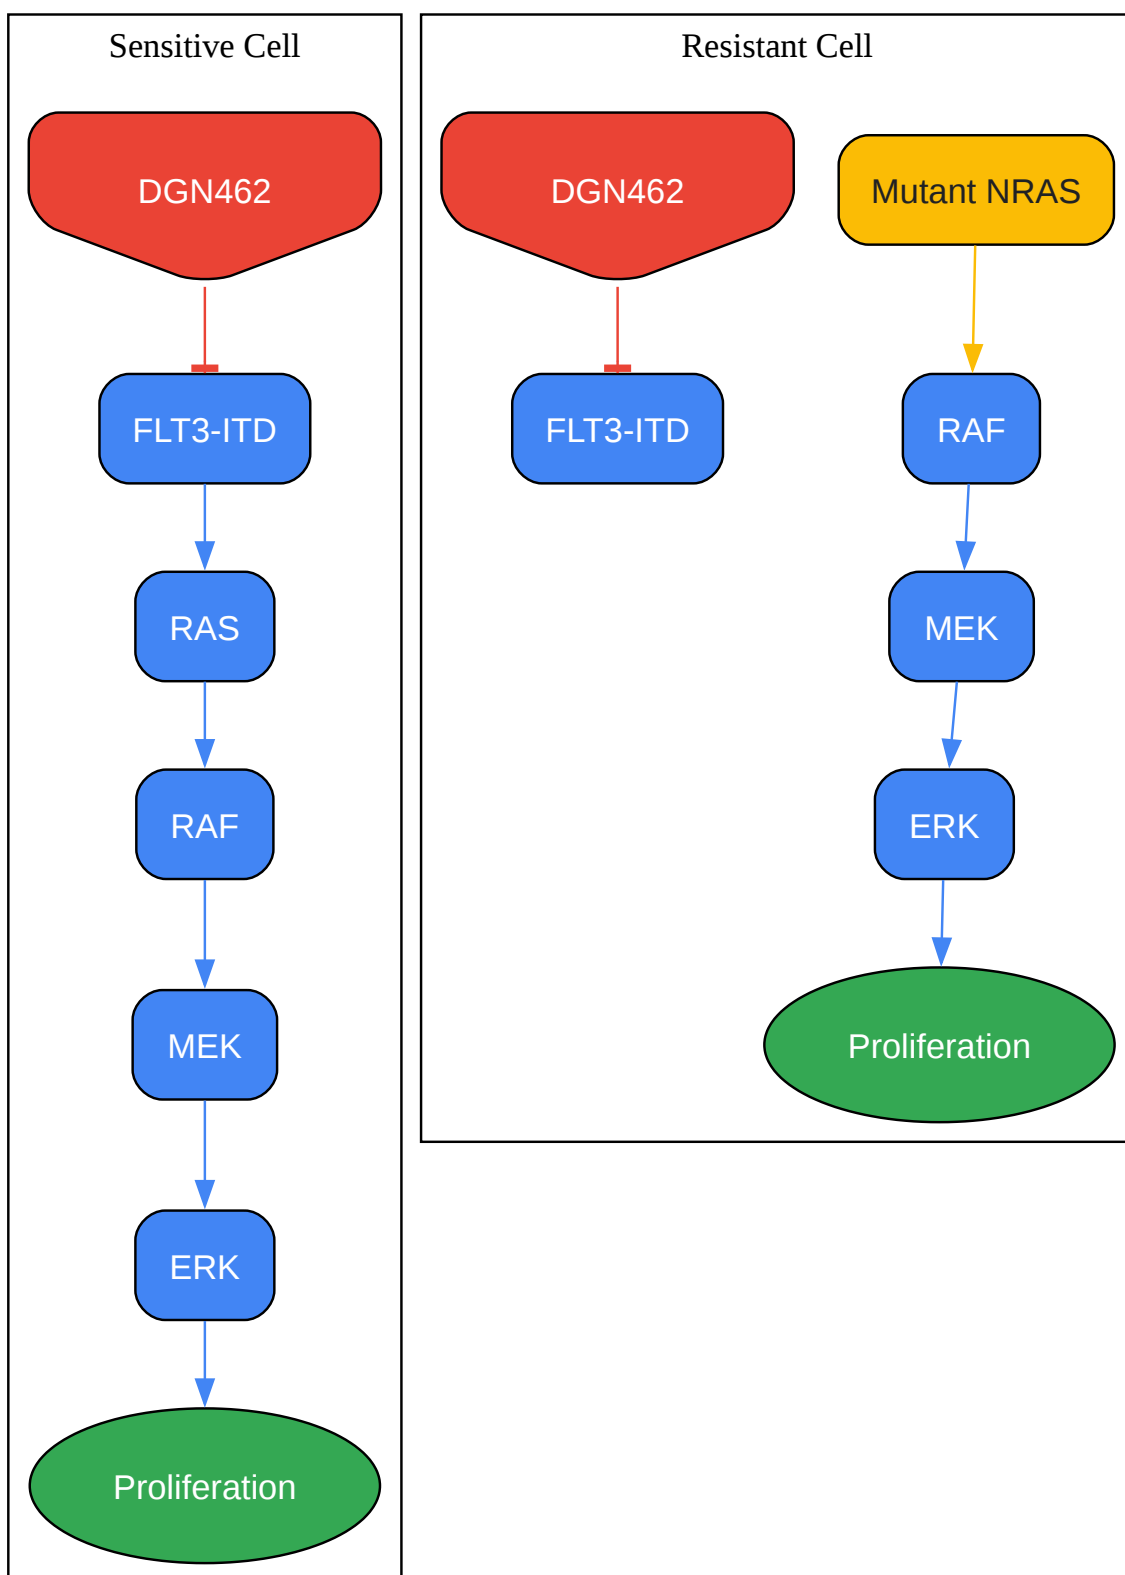 Sensitive Cell
DGN462
FLT3-ITD
RAS
RAF
MEK
ERK
Proliferation
Resistant Cell
DGN462
FLT3-ITD
Mutant NRAS
RAF
MEK
ERK
Proliferation